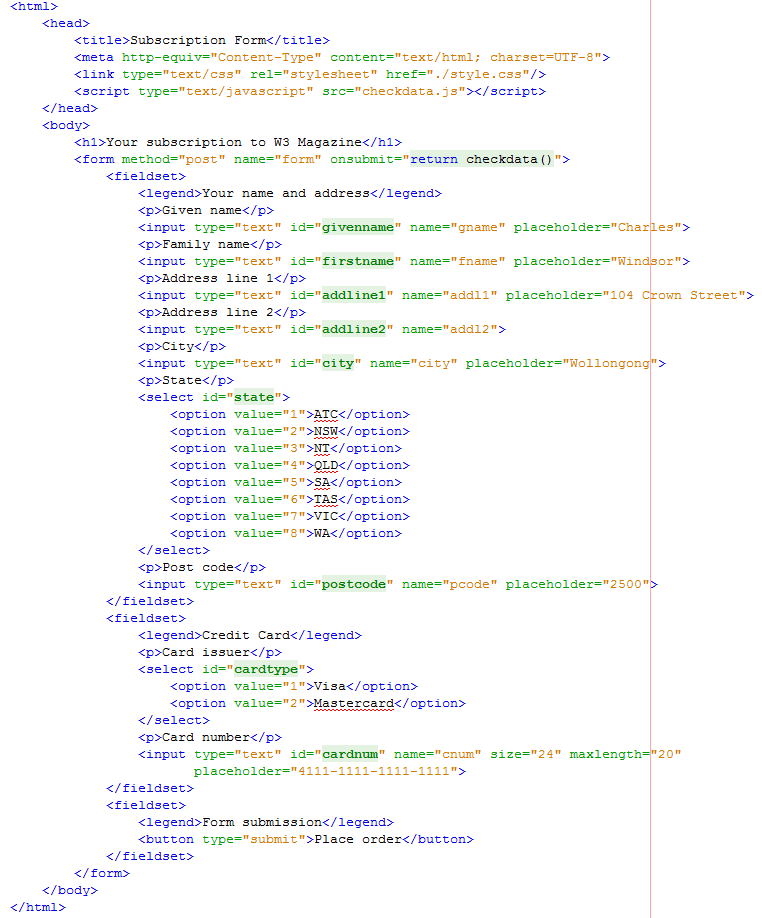 <html>
<head>
<title>Subscription Form</title>
<meta http-equiv="Content-Type" content="text/html; charset=UTF-8">
<link type="text/css" rel="stylesheet" href="./style.css"/>
<script type="text/javascript" src="checkdata.js"></script>
</head>
<body>
<h1>Your subscription to W3 Magazine</h1>
<form method="post" name="form" onsubmit="return checkdata()">
<fieldset>
<legend>Your name and address</legend>
<p>Given name</p>
<input type="text" id="givenname" name="gname" placeholder="Charles">
<p>Family name</p>
<input type="text" id="firstname" name="fname" placeholder="Windsor">
<p>Address line 1</p>
<input type="text" id="addline1" name="addl1" placeholder="104 Crown Street">
<p>Address line 2</p>
<input type="text" id="addline2" name="addl2">
<p>City</p>
<input type="text" id="city" name="city" placeholder="Wollongong">
<p>State</p>
<select id="state">
<option value="1">ATC</option>
<option value="2">NSW</option>
<option value="3">NT</option>
<option value="4">QLD</option>
<option value="5">SA</option>
<option value="6">TAS</option>
<option value="7">VIC</option>
<option value="8">WA</option>
</select>
<p>Post code</p>
<input type="text" id="postcode" name="pcode" placeholder="2500">
</fieldset>
<fieldset>
<legend>Credit Card</legend>
<p>Card issuer</p>
<select id="cardtype">
<option value="1">Visa</option>
<option value="2">Mastercard</option>
</select>
<p>Card number</p>
<input type="text" id="cardnum" name="cnum" size="24" maxlength="20"
placeholder="4111-1111-1111-1111">
</fieldset>
<fieldset>
<legend>Form submission</legend>
<button type="submit">Place order</button>
</fieldset>
</form>
</body>
</html>